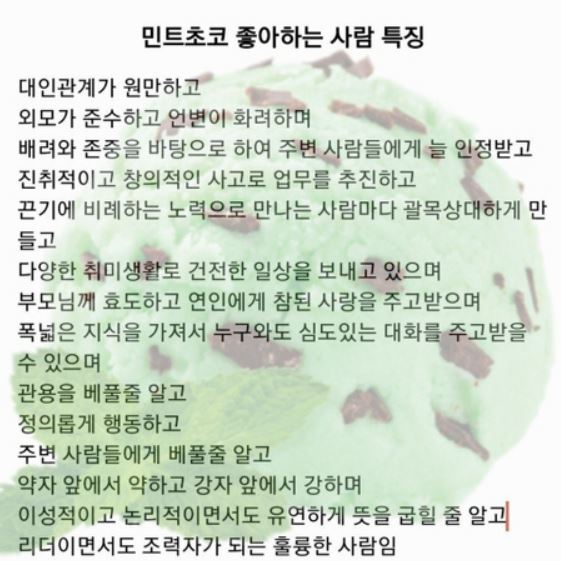 민트초코 좋아하는 사람 특징
대인관계가 원만하고
외모가 준수하고 언변이 화려하며
배려와 존중을 바탕으로 하여 주변 사람들에게 늘 인정받고
진취적이고 창의적인 사고로 업무를 추진하고
끈기에 비례하는 노력으로 만나는 사람마다 괄목상대하게 만
들고
다양한 취미생활로 건전한 일상을 보내고 있으며
부모님께 효도하고 연인에게 참된 사랑을 주고받으며
폭넓은 지식을 가져서 누구와도 심도있는 대화를 주고받을
수 있으며
관용을 베풀줄 알고
정의롭게 행동하고
주변 사람들에게 베풀줄 알고
약자 앞에서 약하고 강자 앞에서 강하며
이성적이고 논리적이면서도 유연하게 뜻을 굽힐 줄 알고
리더이면서도 조력자가 되는 훌륭한 사람임